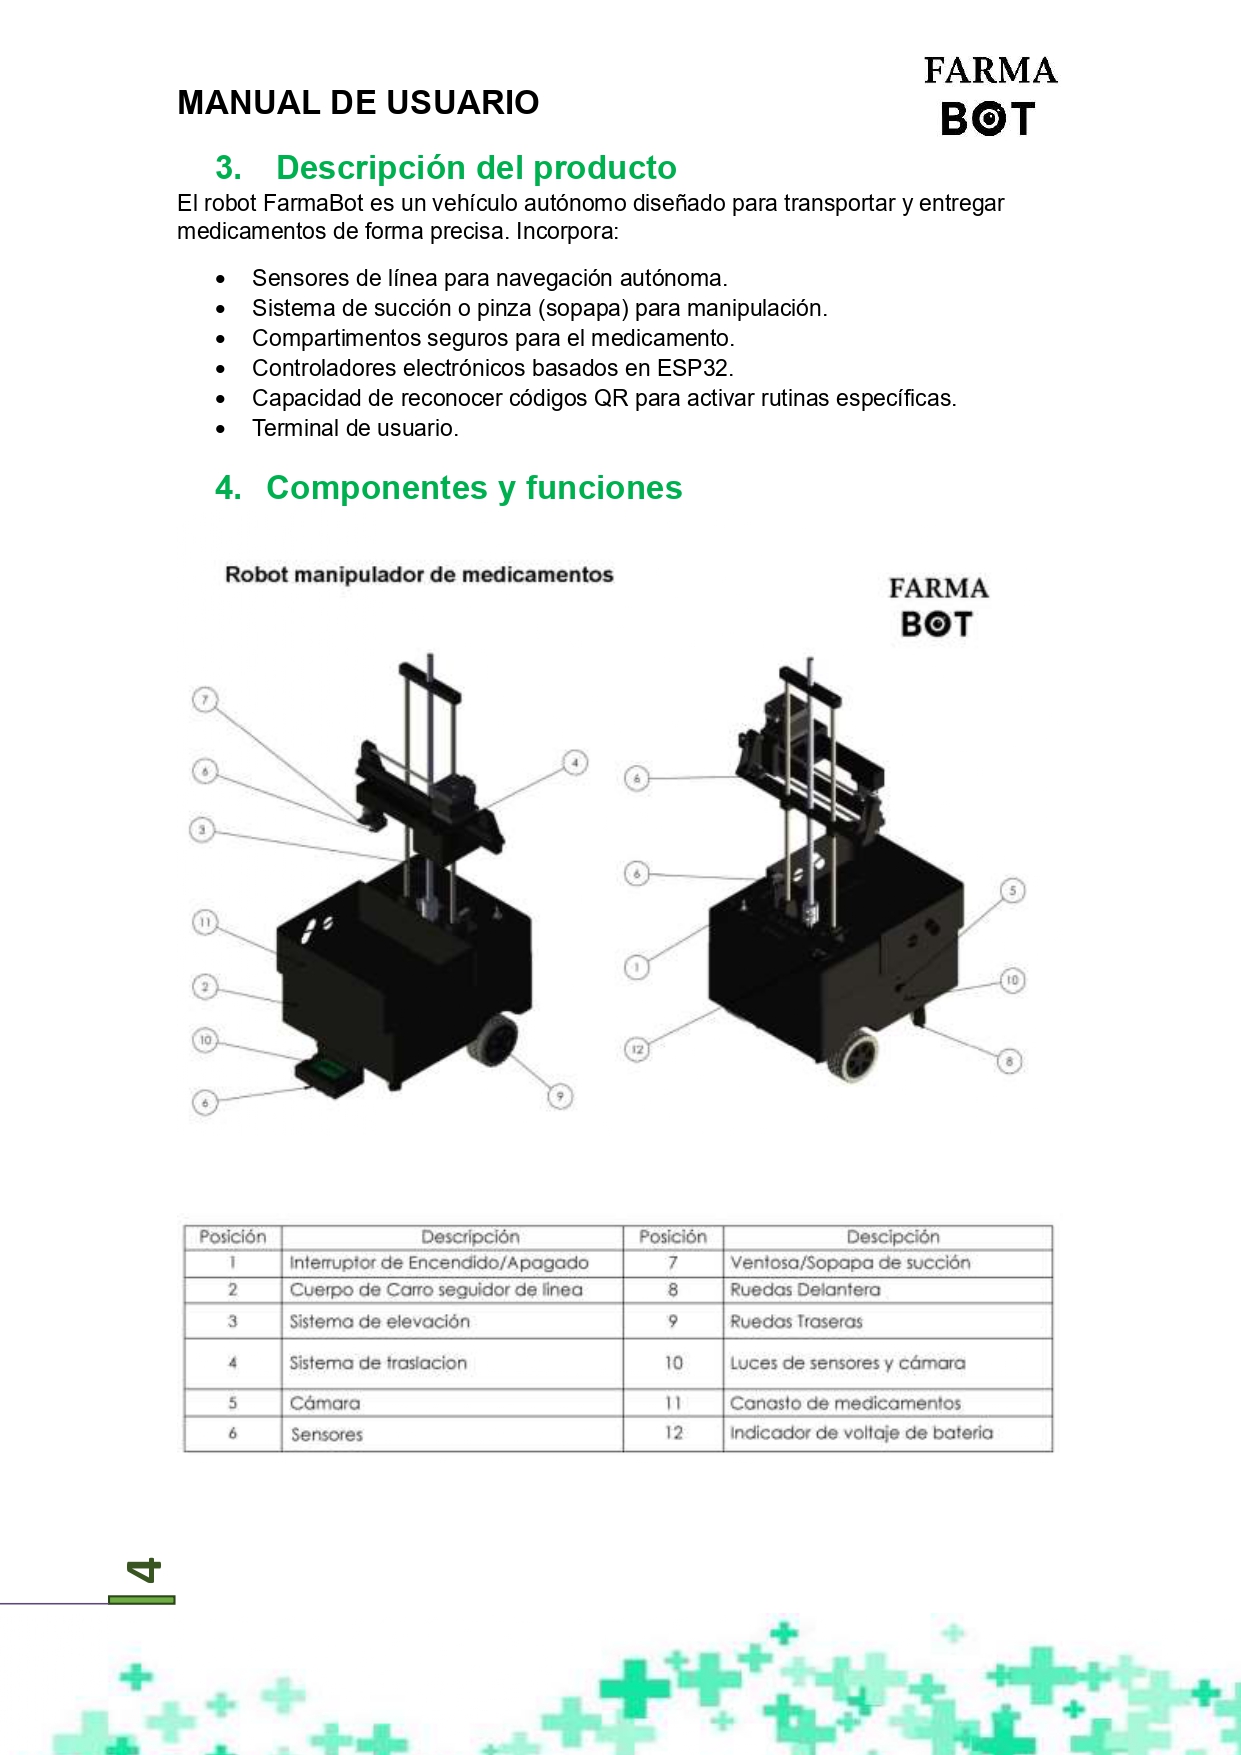 MANUAL DE USUARIO
FARMA
BOT
3. Descripción del producto
El robot FarmaBot es un vehículo autónomo diseñado para transportar y entregar
medicamentos de forma precisa. Incorpora:
• Sensores de línea para navegación autónoma.
• Sistema de succión o pinza (sopapa) para manipulación.
• Compartimentos seguros para el medicamento.
• Controladores electrónicos basados en ESP32.
• Capacidad de reconocer códigos QR para activar rutinas específicas.
• Terminal de usuario.
4. Componentes y funciones
Robot manipulador de medicamentos
FARMA
BOT
7
6
3
11
2
10
6
4
9
6
6
1
12
5
10
8
Posición Descripción Posición Descipción
1 Interruptor de Encendido/Apagado 7 Ventosa/Sopapa de succión
2 Cuerpo de Carro seguidor de linea 8 Ruedas Delantera
3 Sistema de elevación 9 Ruedas Traseras
4 Sistema de traslacion 10 Luces de sensores y cámara
5 Cámara 11 Canasto de medicamentos
6 Sensores 12 Indicador de voltaje de bateria
4